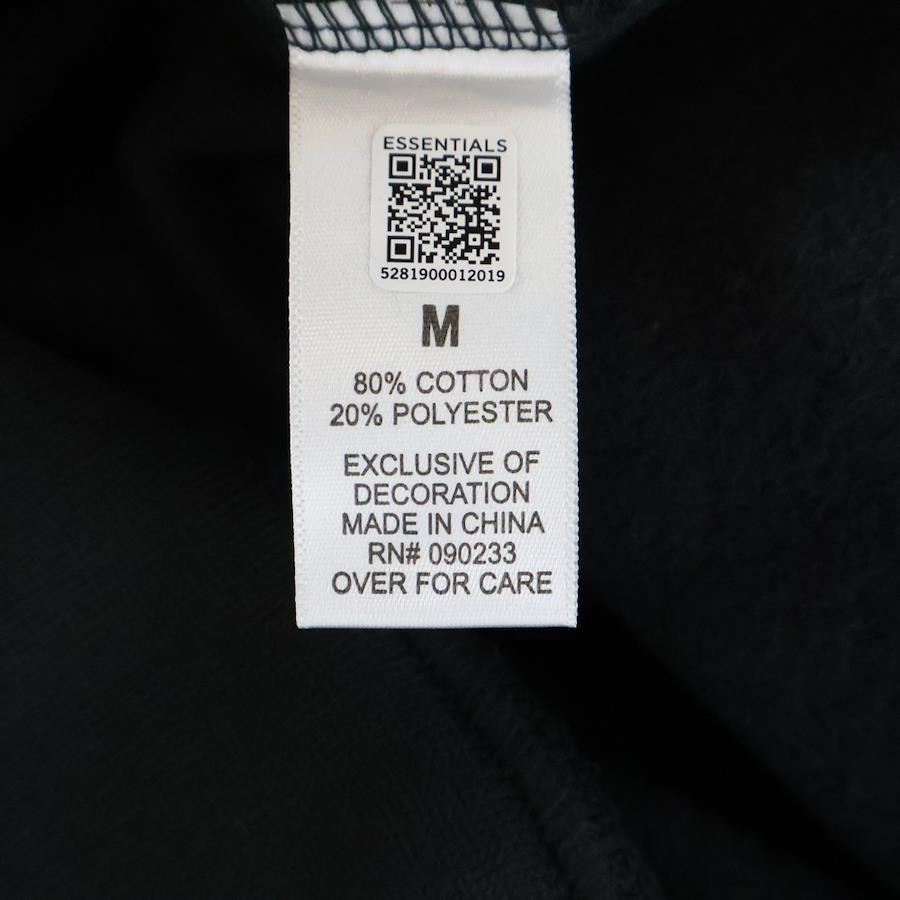 ESSENTIALS
5281900012019
M
80% COTTON
20% POLYESTER
EXCLUSIVE OF
DECORATION
MADE IN CHINA
RN# 090233
OVER FOR CARE